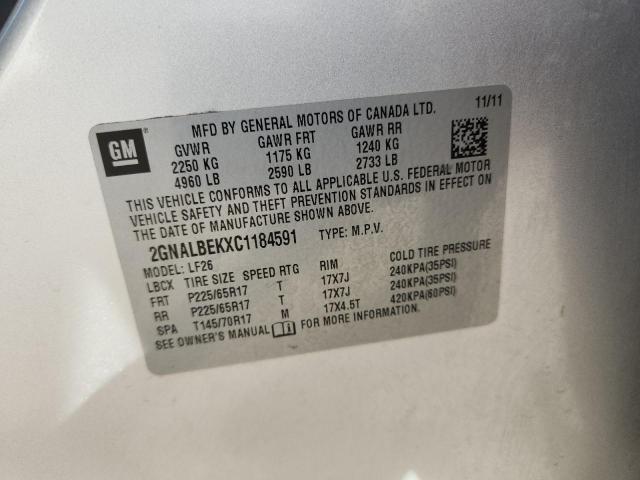 11/11
GM
MFD BY GENERAL MOTORS OF CANADA LTD.
GVWR GAWR FRT GAWR RR
2250 KG 1175 KG 1240 KG
4960 LB 2590 LB 2733 LB
THIS VEHICLE CONFORMS TO ALL APPLICABLE U.S. FEDERAL MOTOR
VEHICLE SAFETY AND THEFT PREVENTION STANDARDS IN EFFECT ON
THE DATE OF MANUFACTURE SHOWN ABOVE.
2GNALBEKXC1184591 TYPE: M.P.V.
MODEL: LF26
LBCX TIRE SIZE SPEED RTG RIM COLD TIRE PRESSURE
FRT P225/65R17 T 17X7J 240KPA(35PSI)
RR P225/65R17 T 17X7J 240KPA(35PSI)
SPA T145/70R17 M 17X4.5T 420KPA(60PSI)
SEE OWNER'S MANUAL FOR MORE INFORMATION.